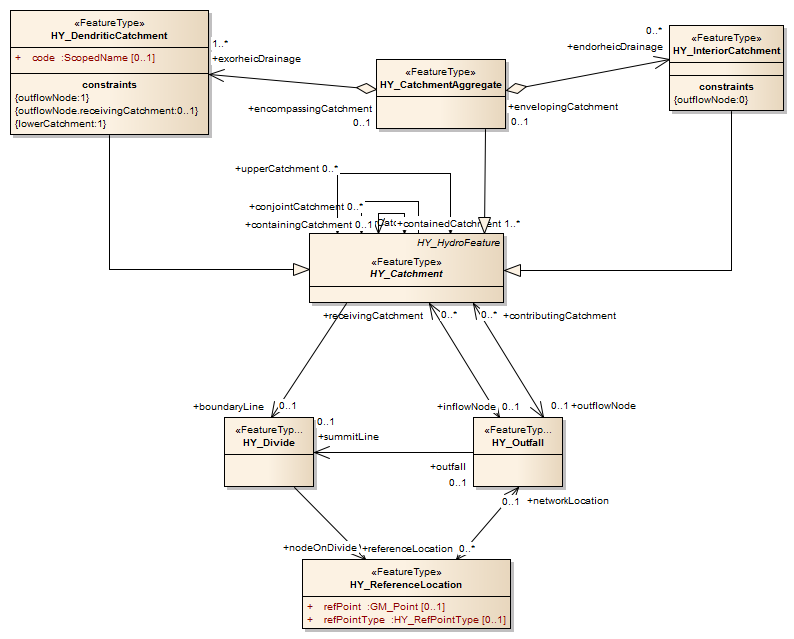 «FeatureType»
HY_DendriticCatchment
+ code :ScopedName [0..1]
constraints
{outflowNode:1}
{outflowNode.receivingCatchment:0..1}
{lowerCatchment:1}
1..*
+exorheicDrainage
«FeatureType»
HY_CatchmentAggregate
+encompassingCatchment
0..1
+envelopingCatchment
0..1
0..*
+endorheicDrainage
«FeatureType»
HY_InteriorCatchment
constraints
{outflowNode:0}
+upperCatchment 0..*
+conjointCatchment 0..*
+containingCatchment 0..1
+containedCatchment 1..*
HY_HydroFeature
«FeatureType»
HY_Catchment
+receivingCatchment 0..*
0..* +contributingCatchment
+boundaryLine 0..1
+inflowNode 0..1
0..1 +outflowNode
«FeatureTyp...
HY_Divide
0..1
+summitLine
«FeatureTyp...
HY_Outfall
+outfall
0..1
0..1 +networkLocation
+nodeOnDivide
+referenceLocation 0..*
«FeatureType»
HY_ReferenceLocation
+ refPoint :GM_Point [0..1]
+ refPointType :HY_RefPointType [0..1]